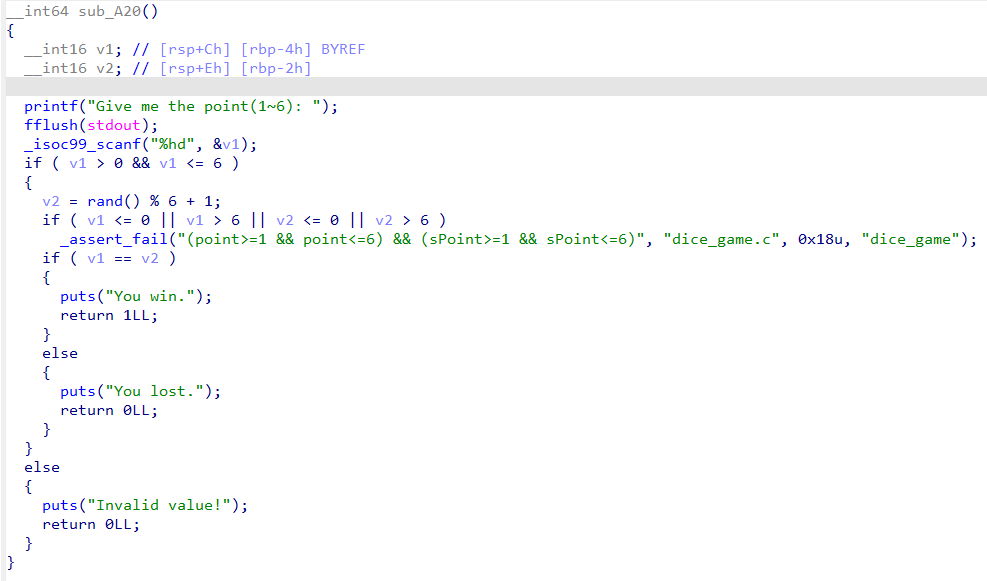 __int64 sub_A20()
{
  __int16 v1; // [rsp+Ch] [rbp-4h] BYREF
  __int16 v2; // [rsp+Eh] [rbp-2h]

  printf("Give me the point(1~6): ");
  fflush(stdout);
  _isoc99_scanf("%hd", &v1);
  if ( v1 > 0 && v1 <= 6 )
  {
    v2 = rand() % 6 + 1;
    if ( v1 <= 0 || v1 > 6 || v2 <= 0 || v2 > 6 )
      _assert_fail("(point>=1 && point<=6) && (sPoint>=1 && sPoint<=6)", "dice_game.c", 0x18u, "dice_game");
    if ( v1 == v2 )
    {
      puts("You win.");
      return 1LL;
    }
    else
    {
      puts("You lost.");
      return 0LL;
    }
  }
  else
  {
    puts("Invalid value!");
    return 0LL;
  }
}